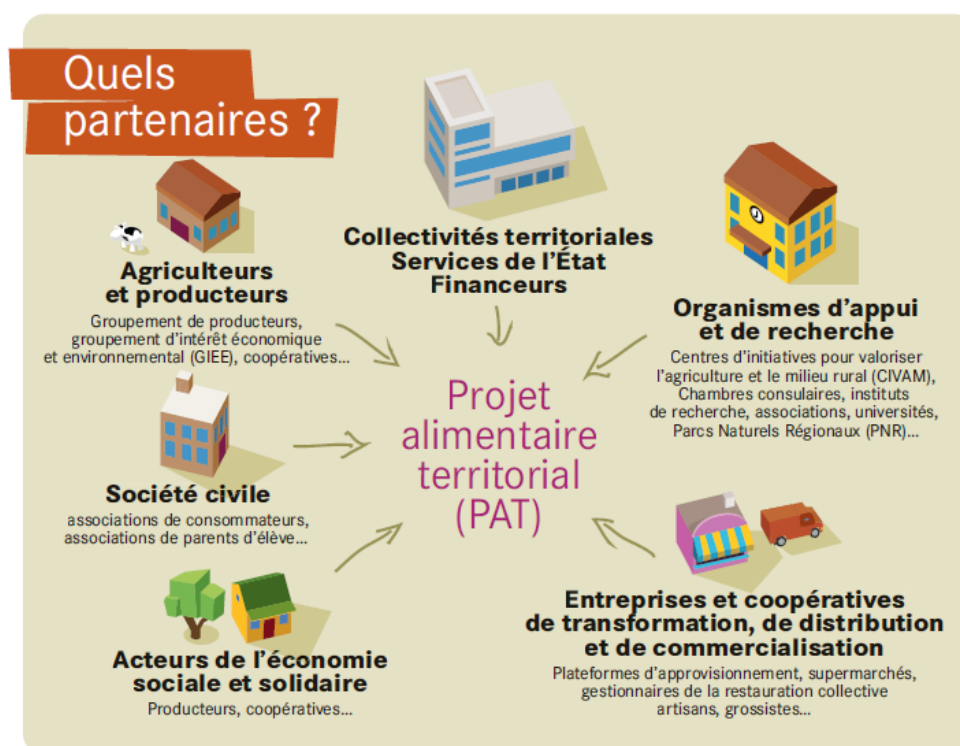 Quels
partenaires ?
Collectivités territoriales
Services de l'État
Financeurs
Agriculteurs
et producteurs
Groupement de producteurs,
groupement d'intérêt économique
et environnemental (GIEE), coopératives...
Organismes d'appui
et de recherche
Centres d'initiatives pour valoriser
l'agriculture et le milieu rural (CIVAM),
Chambres consulaires, instituts
de recherche, associations, universités,
Parcs Naturels Régionaux (PNR)...
Projet
alimentaire
territorial
(PAT)
Société civile
associations de consommateurs,
associations de parents d'élève...
Acteurs de l'économie
sociale et solidaire
Producteurs, coopératives...
Entreprises et coopératives
de transformation, de distribution
et de commercialisation
Plateformes d'approvisionnement, supermarchés,
gestionnaires de la restauration collective
artisans, grossistes...